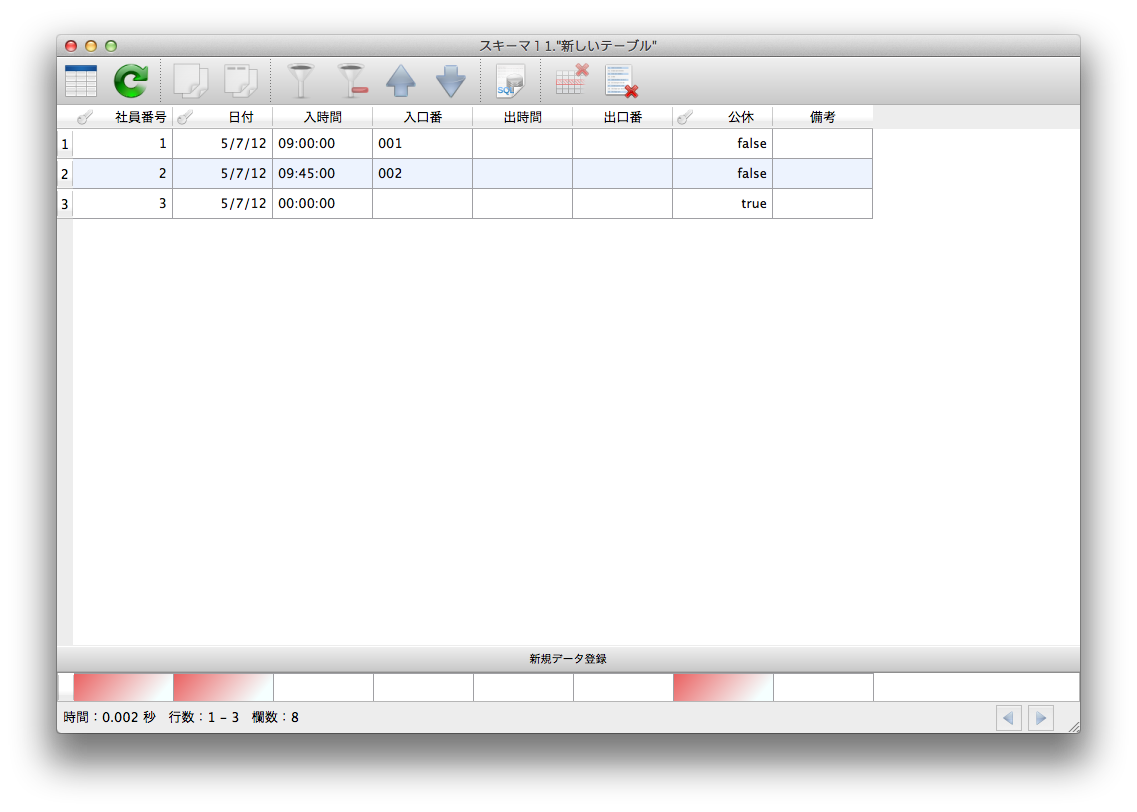 スキーマ１1."新しいテーブル"
SQL
社員番号 日付 入時間 入口番 出時間 出口番 公休 備考
1 1 5/7/12 09:00:00 001 false
2 2 5/7/12 09:45:00 002 false
3 3 5/7/12 00:00:00 true
新規データ登録
時間：0.002 秒 行数：1 – 3 欄数：8